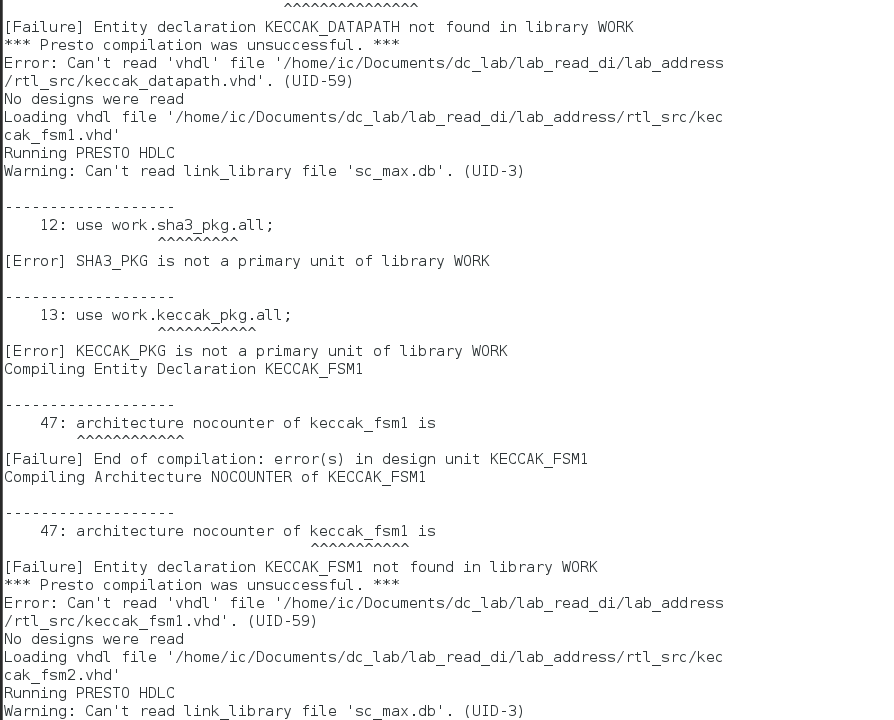 ^^^^^^^^^^^^^^^
[Failure] Entity declaration KECCAK_DATAPATH not found in library WORK
*** Presto compilation was unsuccessful. ***
Error: Can't read 'vhdl' file '/home/ic/Documents/dc_lab/lab_read_di/lab_address
/rtl_src/keccak_datapath.vhd'. (UID-59)
No designs were read
Loading vhdl file '/home/ic/Documents/dc_lab/lab_read_di/lab_address/rtl_src/kec
cak_fsm1.vhd'
Running PRESTO HDLC
Warning: Can't read link_library file 'sc_max.db'. (UID-3)
-------------------
12: use work.sha3_pkg.all;
^^^^^^^^^
[Error] SHA3_PKG is not a primary unit of library WORK
-------------------
13: use work.keccak_pkg.all;
^^^^^^^^^^^
[Error] KECCAK_PKG is not a primary unit of library WORK
Compiling Entity Declaration KECCAK_FSM1
-------------------
47: architecture nocounter of keccak_fsm1 is
^^^^^^^^^^^^
[Failure] End of compilation: error(s) in design unit KECCAK_FSM1
Compiling Architecture NOCOUNTER of KECCAK_FSM1
-------------------
47: architecture nocounter of keccak_fsm1 is
^^^^^^^^^^^
[Failure] Entity declaration KECCAK_FSM1 not found in library WORK
*** Presto compilation was unsuccessful. ***
Error: Can't read 'vhdl' file '/home/ic/Documents/dc_lab/lab_read_di/lab_address
/rtl_src/keccak_fsm1.vhd'. (UID-59)
No designs were read
Loading vhdl file '/home/ic/Documents/dc_lab/lab_read_di/lab_address/rtl_src/kec
cak_fsm2.vhd'
Running PRESTO HDLC
Warning: Can't read link_library file 'sc_max.db'. (UID-3)